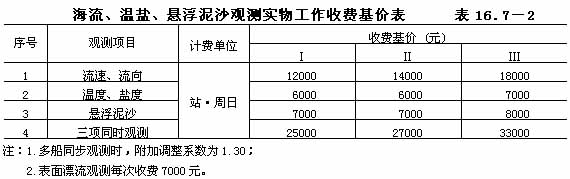 海流、温盐、悬浮泥沙观测实物工作收费基价表 表 16.7－2
序号 观测项目 计费单位 收费基价 (元)
I II III
1 流速、流向 站·周日 12000 14000 18000
2 温度、盐度 6000 6000 7000
3 悬浮泥沙 7000 7000 8000
4 三项同时观测 25000 27000 33000
注：1.多船同步观测时，附加调整系数为1.30；
2.表面漂流观测每次收费7000元。